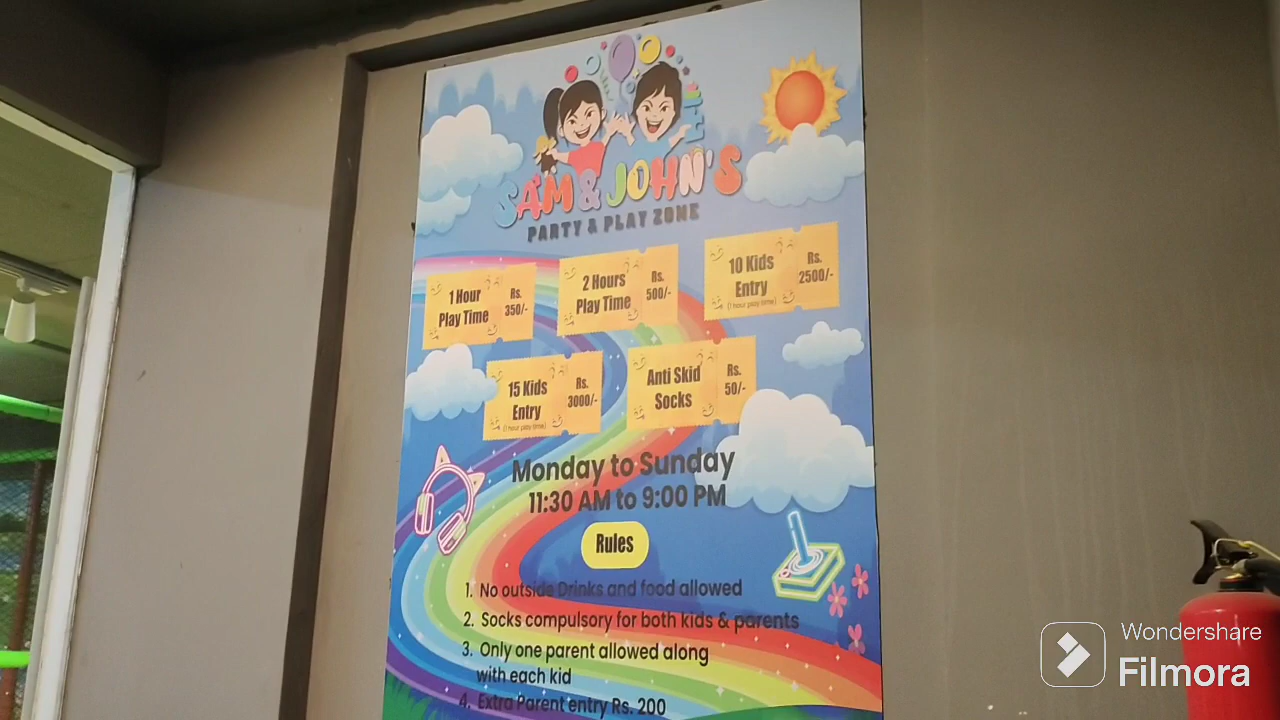 SAM & JOHN'S
PARTY & PLAY ZONE
1 Hour
Play Time
Rs.
350/-
2 Hours
Play Time
Rs.
500/-
10 Kids
Entry
(1 hour play time)
Rs.
2500/-
15 Kids
Entry
(1 hour play time)
Rs.
3000/-
Anti Skid
Socks
Rs.
50/-
Monday to Sunday
11:30 AM to 9:00 PM
Rules
1. No outside Drinks and food allowed
2. Socks compulsory for both kids & parents
3. Only one parent allowed along
with each kid
4. Extra Parent entry Rs. 200
Wondershare
Filmora